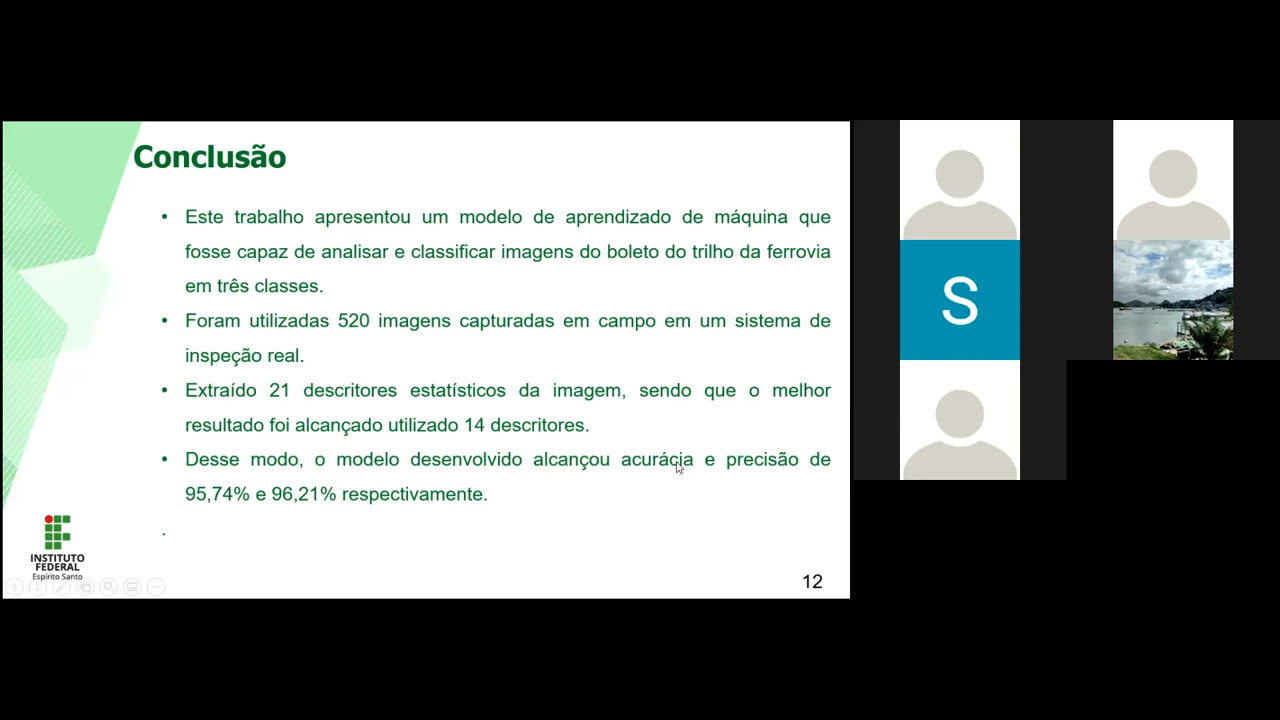 Conclusão
• Este trabalho apresentou um modelo de aprendizado de máquina que
fosse capaz de analisar e classificar imagens do boleto do trilho da ferrovia
em três classes.
• Foram utilizadas 520 imagens capturadas em campo em um sistema de
inspeção real.
• Extraído 21 descritores estatísticos da imagem, sendo que o melhor
resultado foi alcançado utilizado 14 descritores.
• Desse modo, o modelo desenvolvido alcançou acurácia e precisão de
95,74% e 96,21% respectivamente.
.
INSTITUTO
FEDERAL
Espírito Santo
12
S